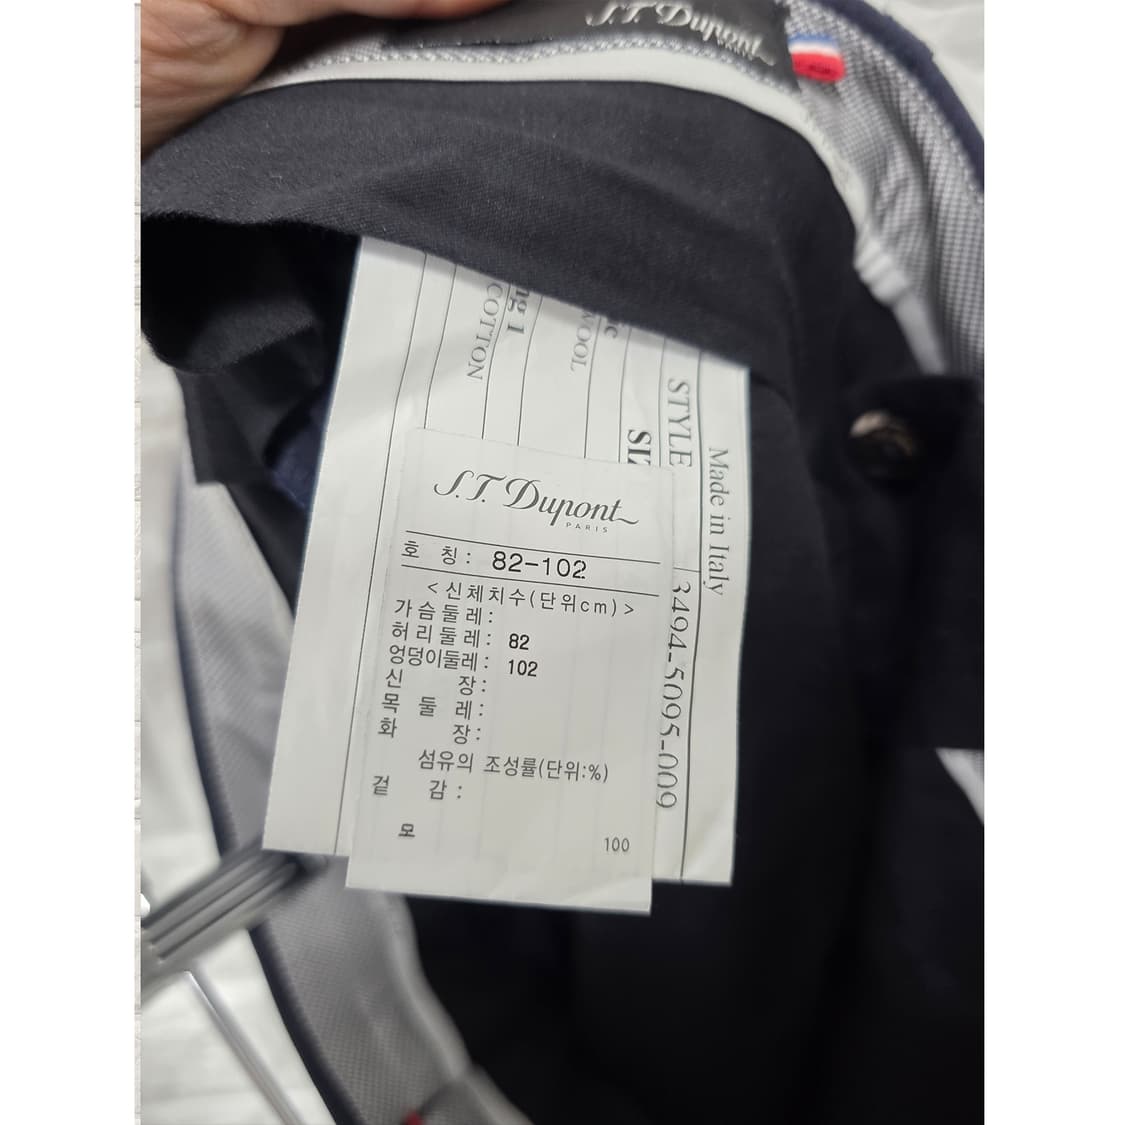 S.T. Dupont
PARIS
COTTON
WOOL
STYLE
Made in Italy
3494-5095-009
S.T. Dupont
PARIS
호 칭: 82-102
<신체치수(단위cm)>
가슴둘레:
허리둘레: 82
엉덩이둘레: 102
신 장:
목 둘 레:
화 장:
섬유의 조성률(단위:%)
겉 감:
모 100